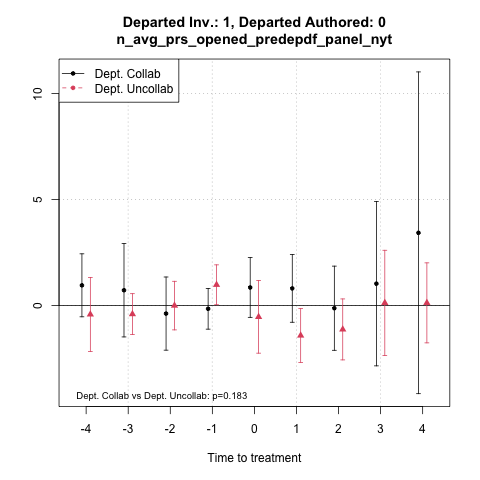 Departed Inv.: 1, Departed Authored: 0
n_avg_prs_opened_predepdf_panel_nyt
Dept. Collab
Dept. Uncollab
10
5
0
Dept. Collab vs Dept. Uncollab: p=0.183
-4 -3 -2 -1 0 1 2 3 4
Time to treatment